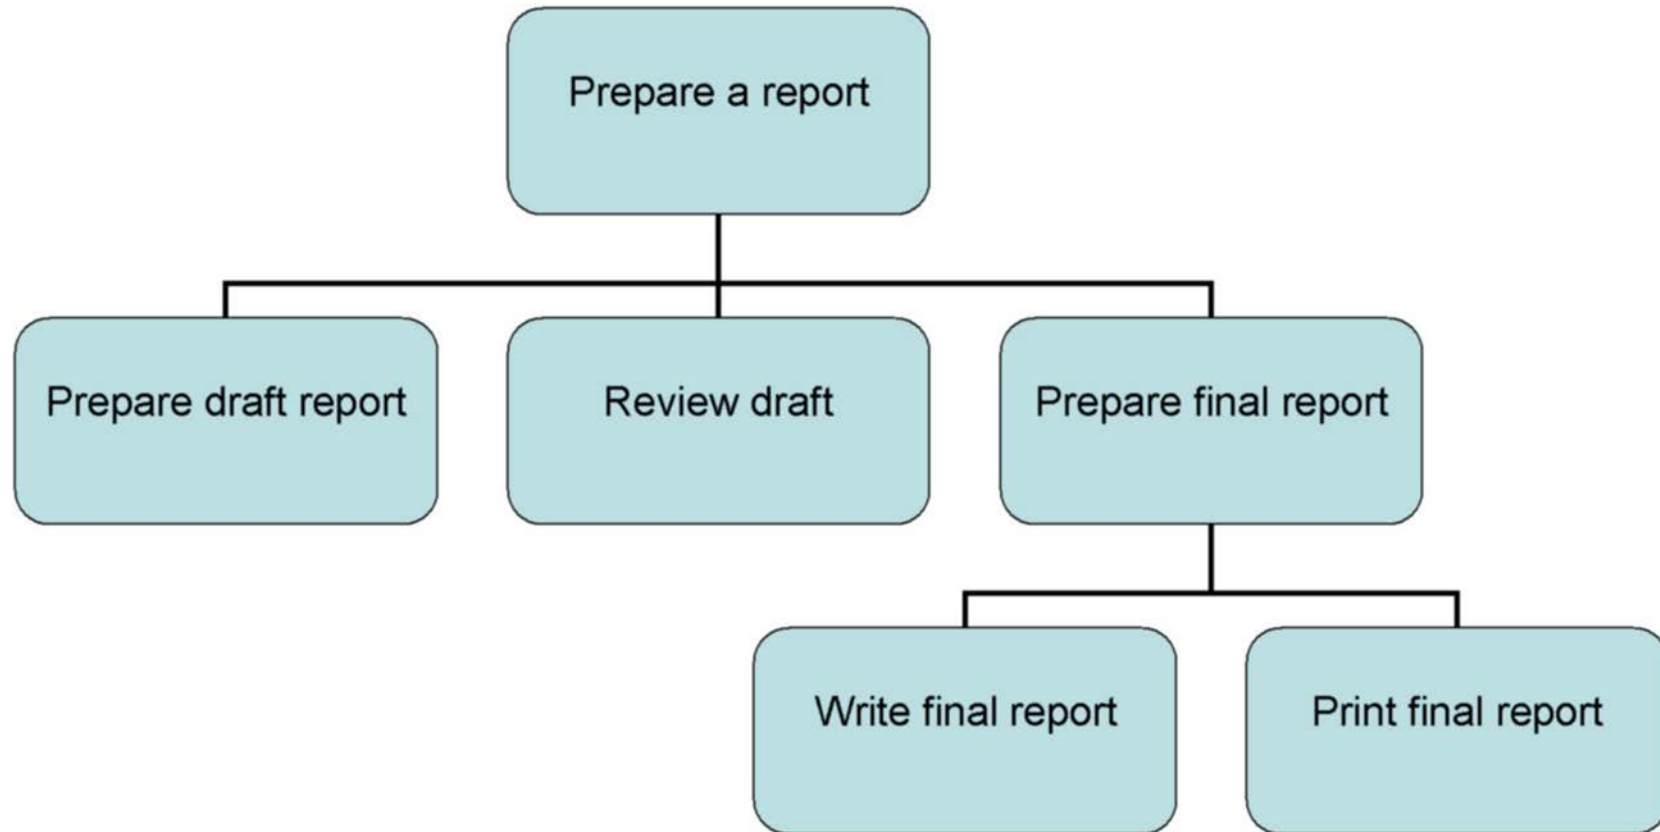 Prepare a report
Prepare draft report
Review draft
Prepare final report
Write final report
Print final report